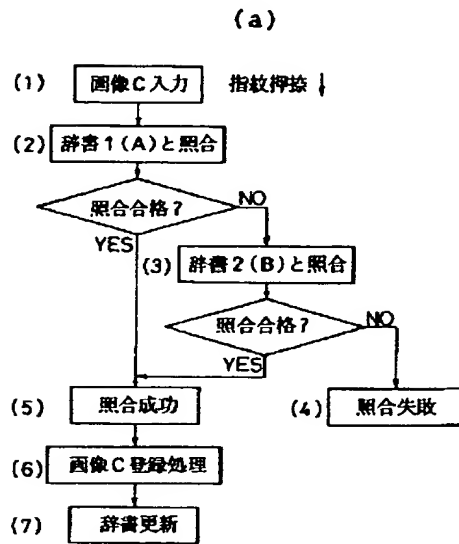 (a)
(1) 画像C入力 指紋押捺 ↓
(2) 辞書1(A)と照合
照合合格?
NO
YES
(3) 辞書2(B)と照合
照合合格?
NO
YES
(5) 照合成功
(4) 照合失敗
(6) 画像C登録処理
(7) 辞書更新